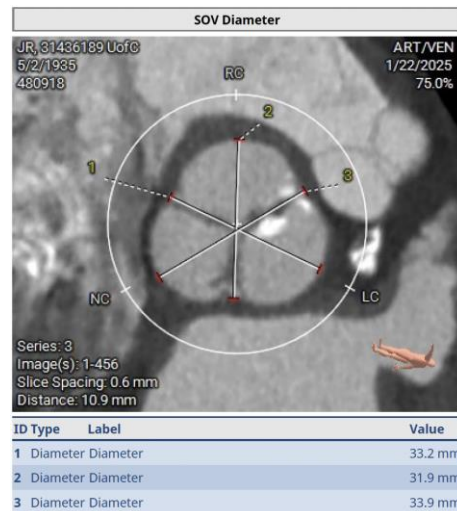 SOV Diameter
JR, 31436189 UofC
5/2/1935
480918
ART/VEN
1/22/2025
75.0%
RC
2
1
3
NC
LC
Series: 3
Image(s): 1-456
Slice Spacing: 0.6 mm
Distance: 10.9 mm
ID Type Label Value
1 Diameter Diameter 33.2 mm
2 Diameter Diameter 31.9 mm
3 Diameter Diameter 33.9 mm